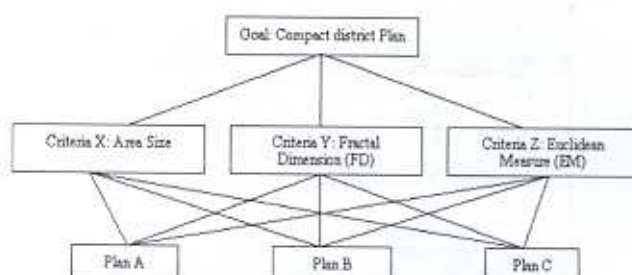 Goal: Compact district Plan
Criteria X: Area Size
Criteria Y: Fractal
Dimension (FD)
Criteria Z: Euclidean
Measure (EM)
Plan A
Plan B
Plan C